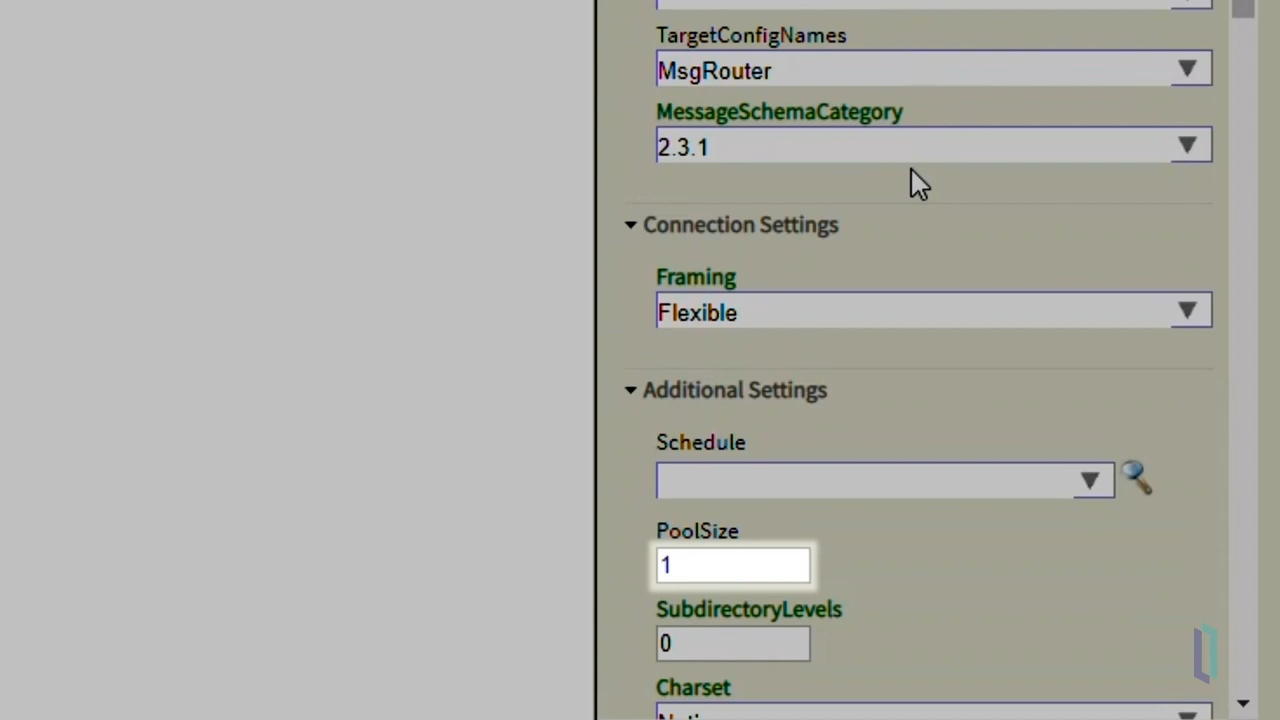 TargetConfigNames
MsgRouter
MessageSchemaCategory
2.3.1
Connection Settings
Framing
Flexible
Additional Settings
Schedule
PoolSize
1
SubdirectoryLevels
0
Charset